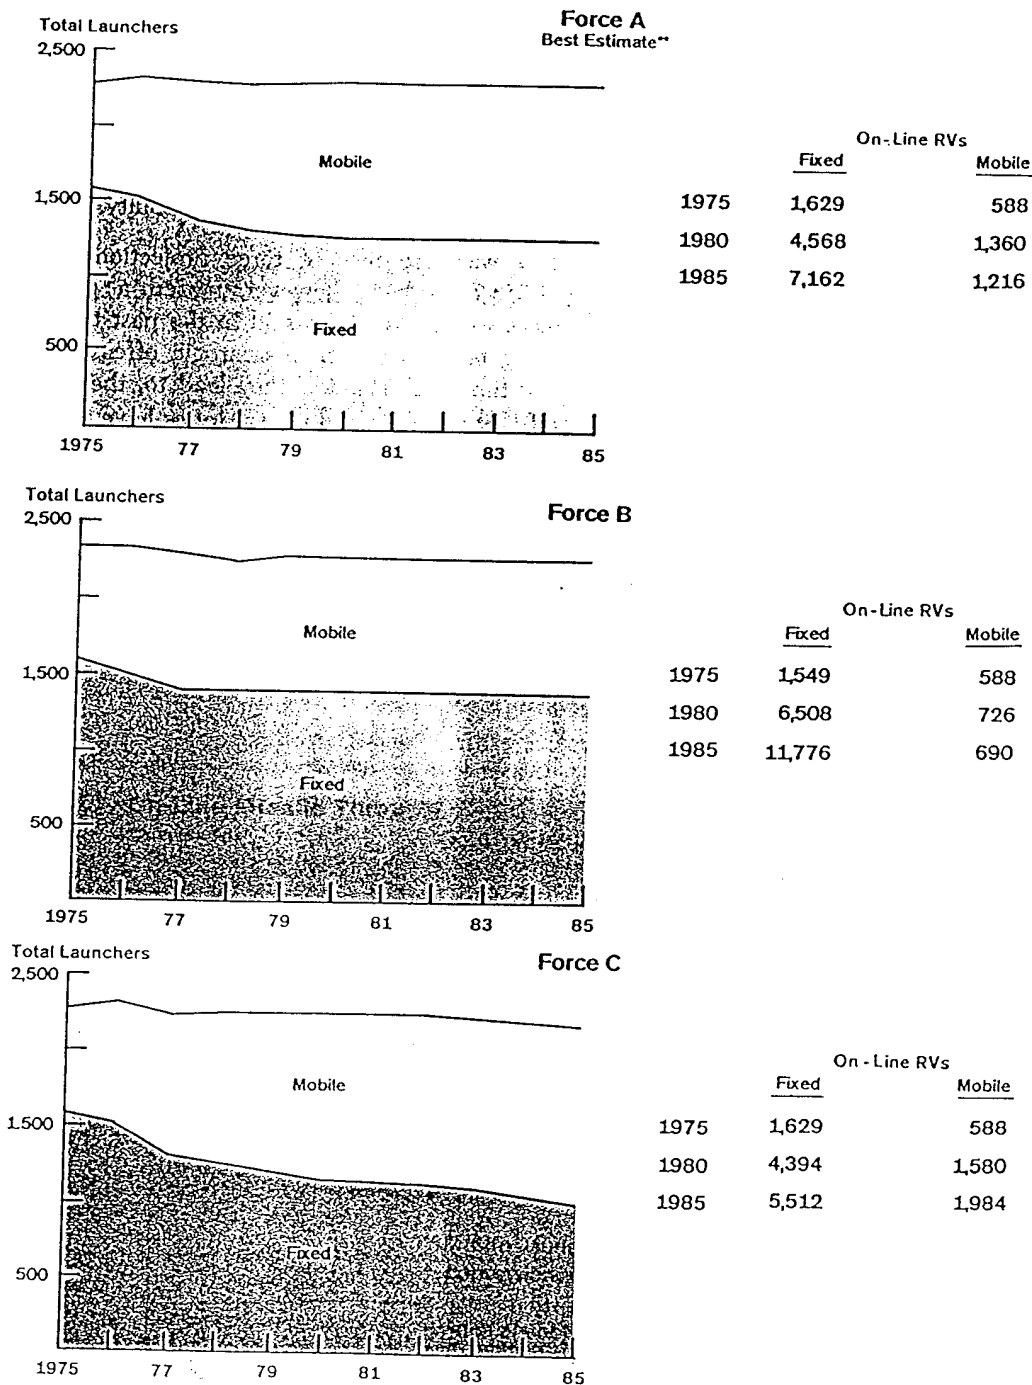 Force A
Best Estimate**
Total Launchers
2,500
1,500
500
Mobile
Fixed
1975 77 79 81 83 85
On-Line RVs
Fixed Mobile
1975 1,629 588
1980 4,568 1,360
1985 7,162 1,216
Total Launchers
Force B
2,500
1,500
500
Mobile
Fixed
1975 77 79 81 83 85
On-Line RVs
Fixed Mobile
1975 1,549 588
1980 6,508 726
1985 11,776 690
Total Launchers
Force C
2,500
1,500
500
Mobile
Fixed
1975 77 79 81 83 85
On-Line RVs
Fixed Mobile
1975 1,629 588
1980 4,394 1,580
1985 5,512 1,984